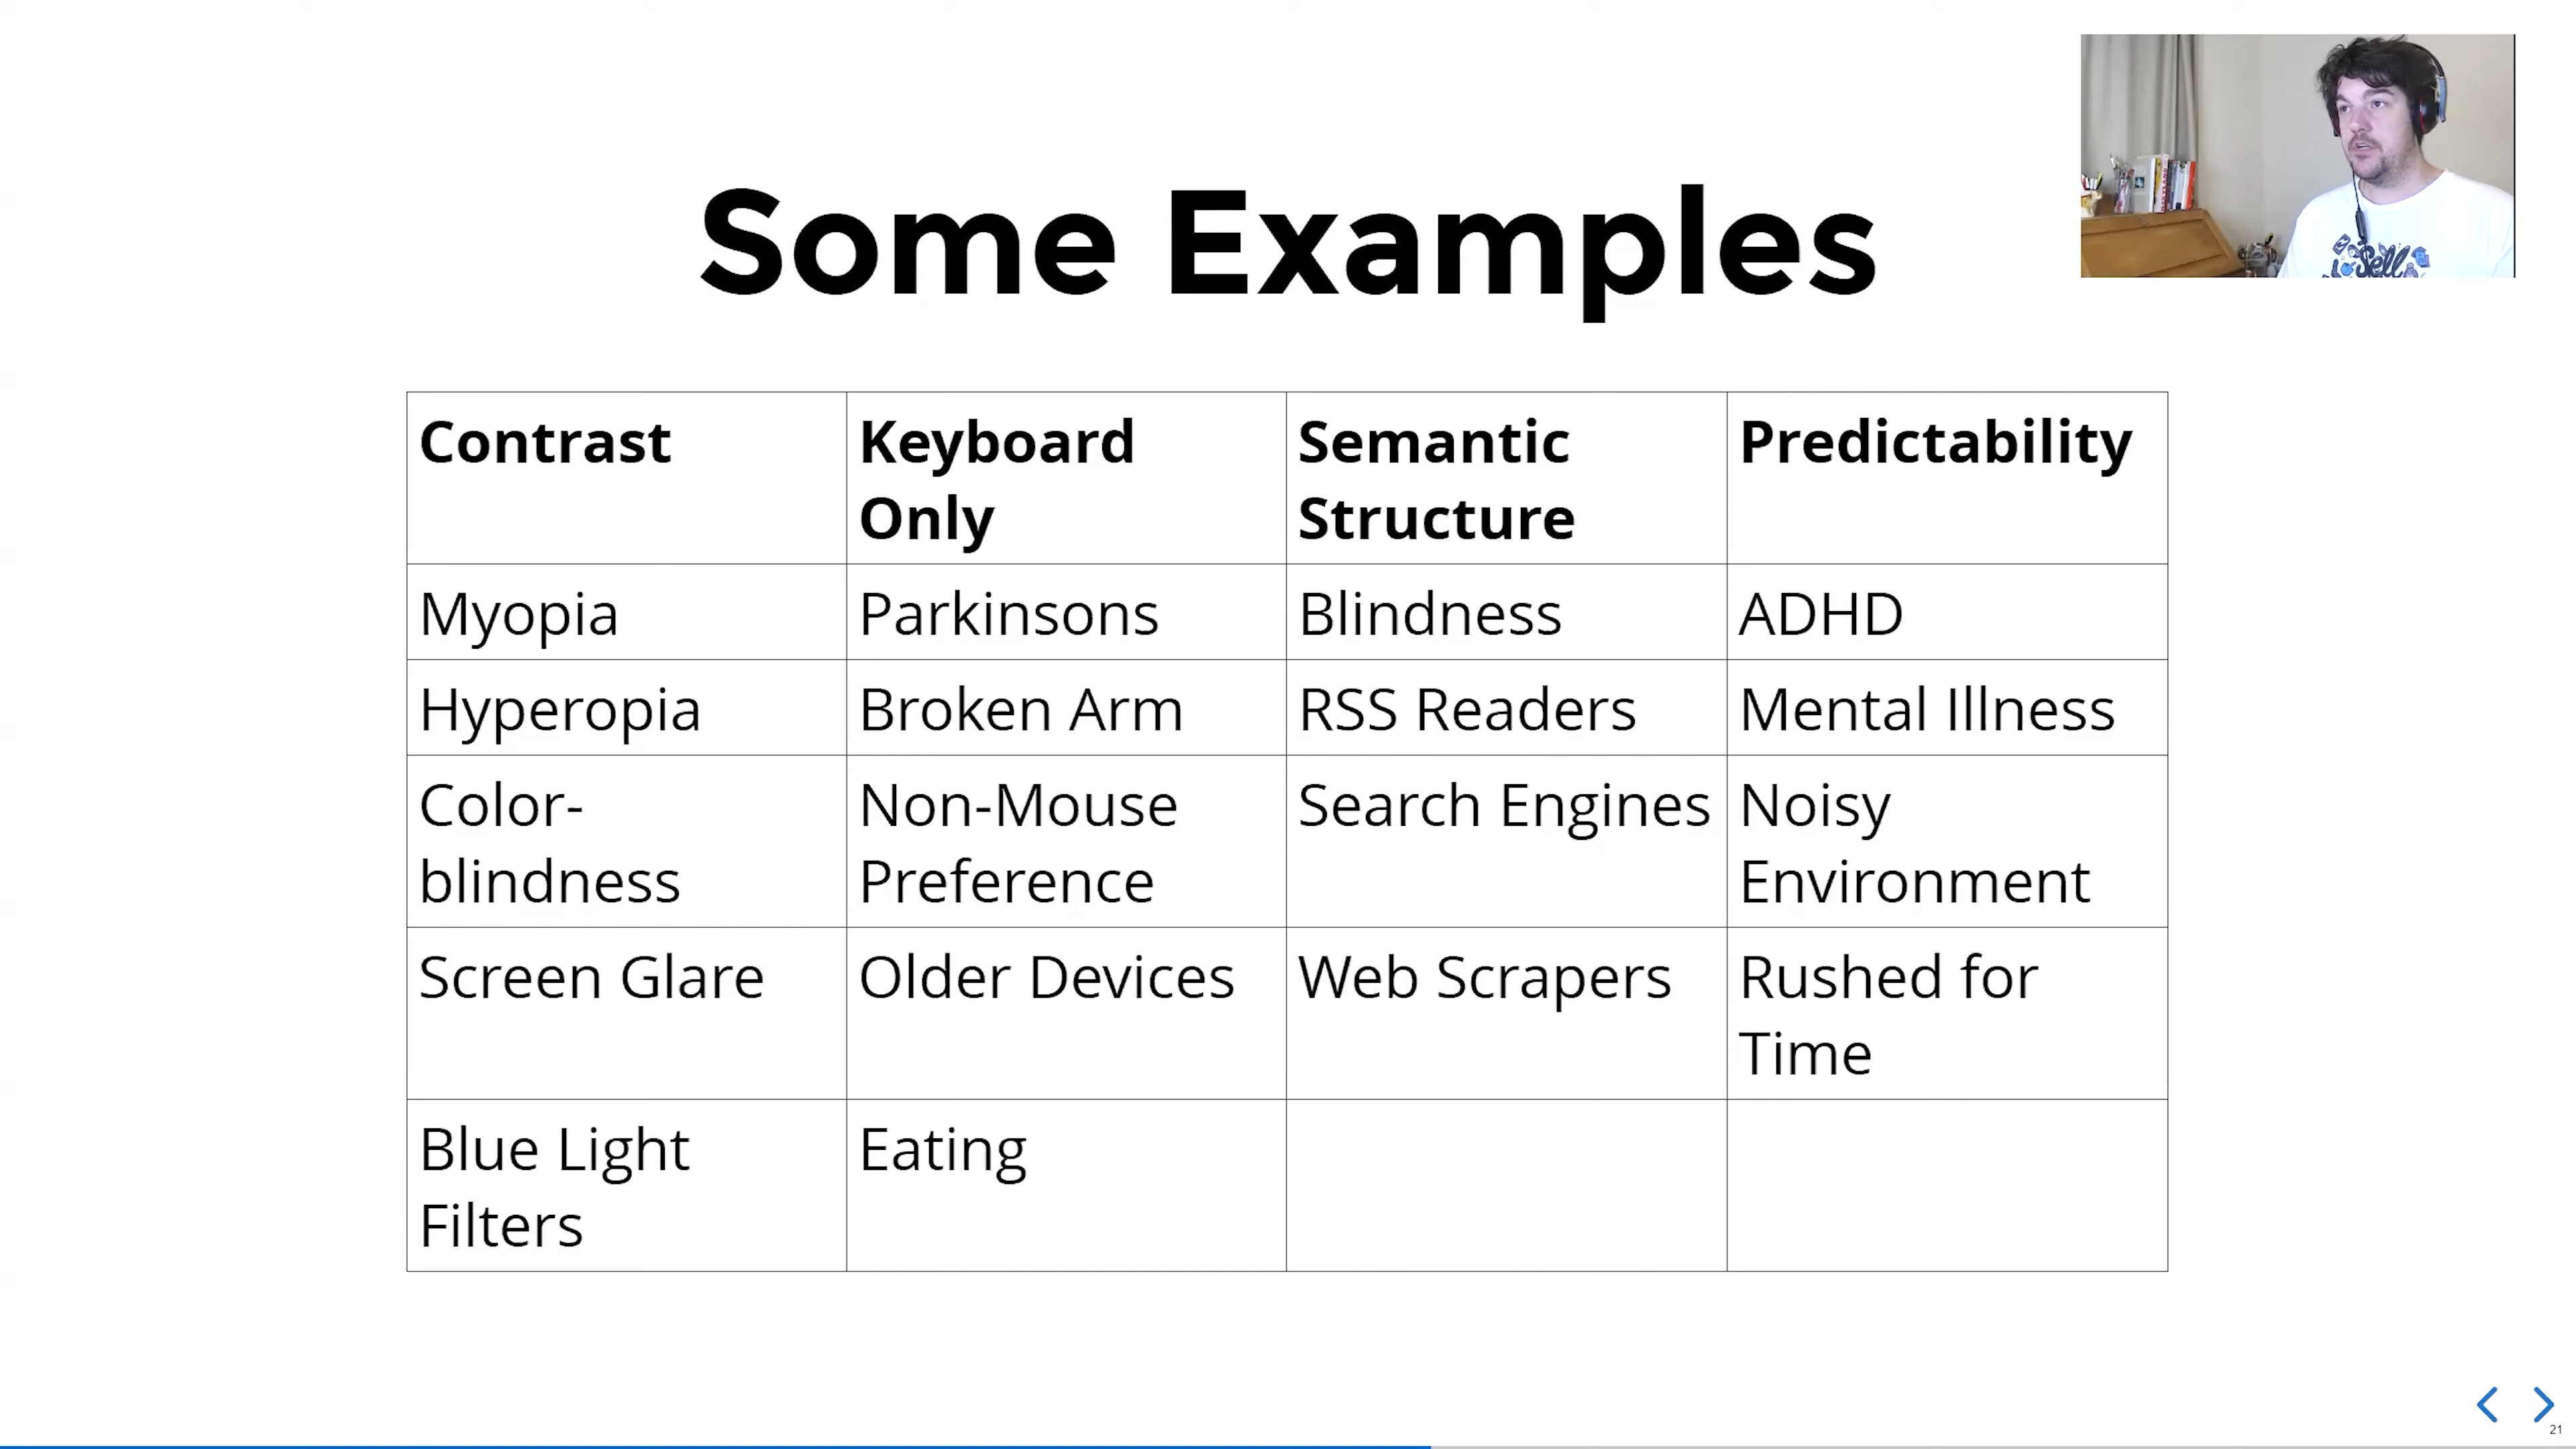 Some Examples
Sell
Contrast
Keyboard
Only
Semantic
Structure
Predictability
Myopia
Parkinsons
Blindness
ADHD
Hyperopia
Broken Arm
RSS Readers
Mental Illness
Color-
blindness
Non-Mouse
Preference
Search Engines
Noisy
Environment
Screen Glare
Older Devices
Web Scrapers
Rushed for
Time
Blue Light
Filters
Eating
21